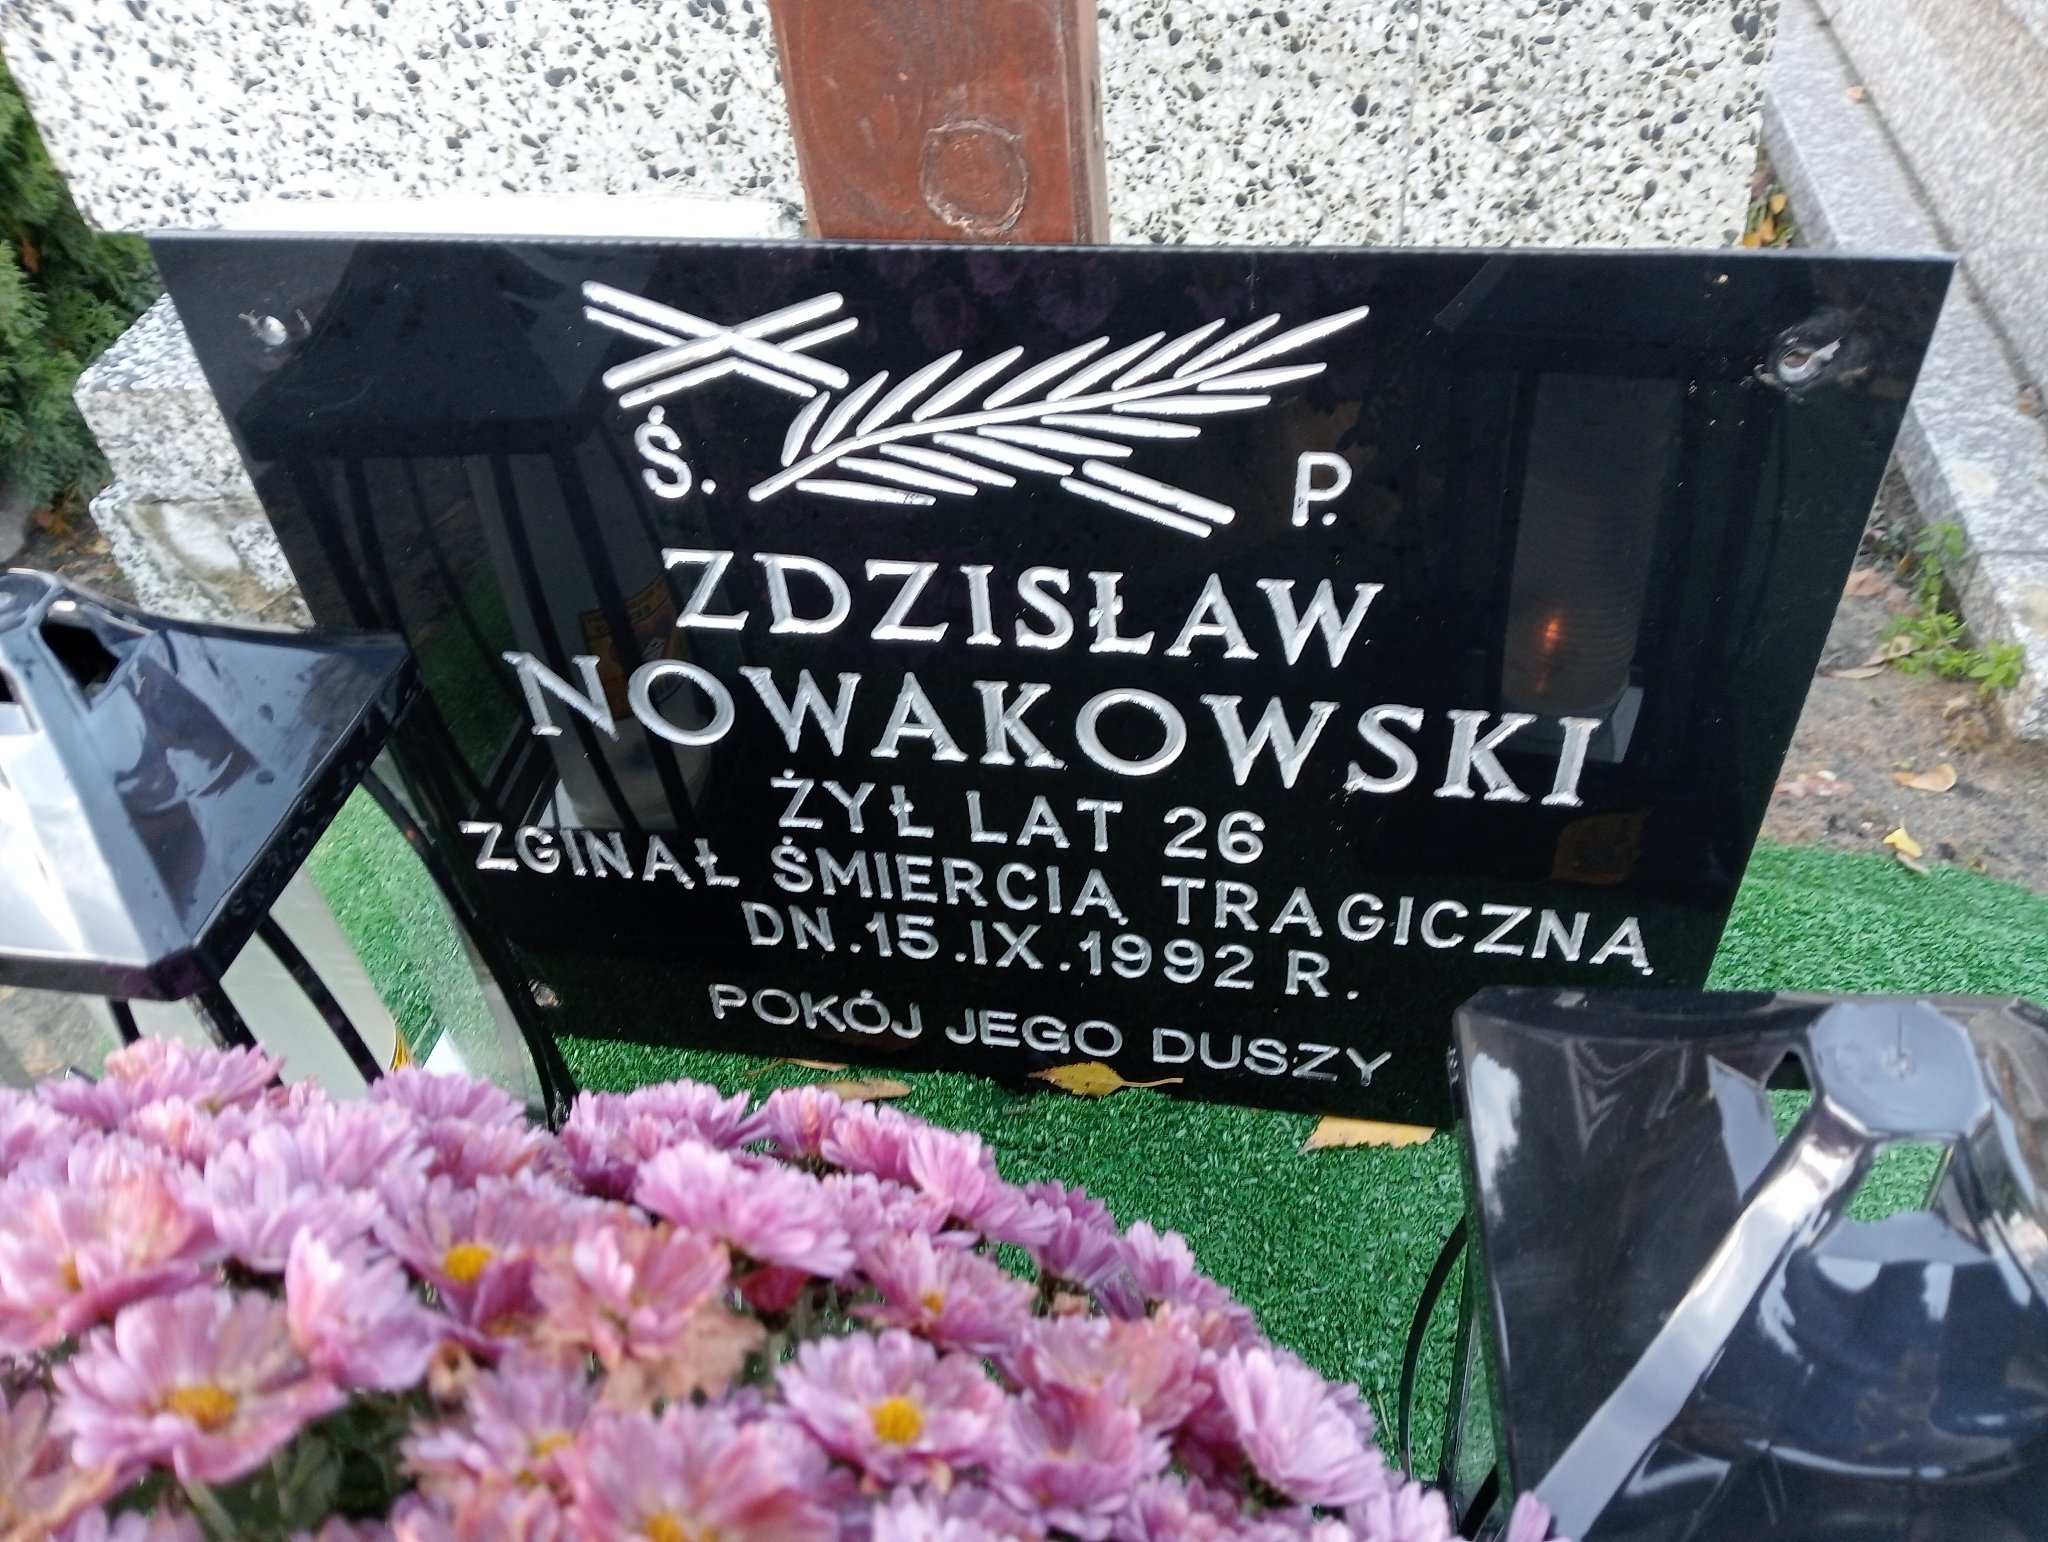 Ś. P.
ZDZISŁAW
NOWAKOWSKI
ŻYŁ LAT 26
ZGINĄŁ ŚMIERCIĄ TRAGICZNĄ
DN.15.IX.1992 R.
POKÓJ JEGO DUSZY